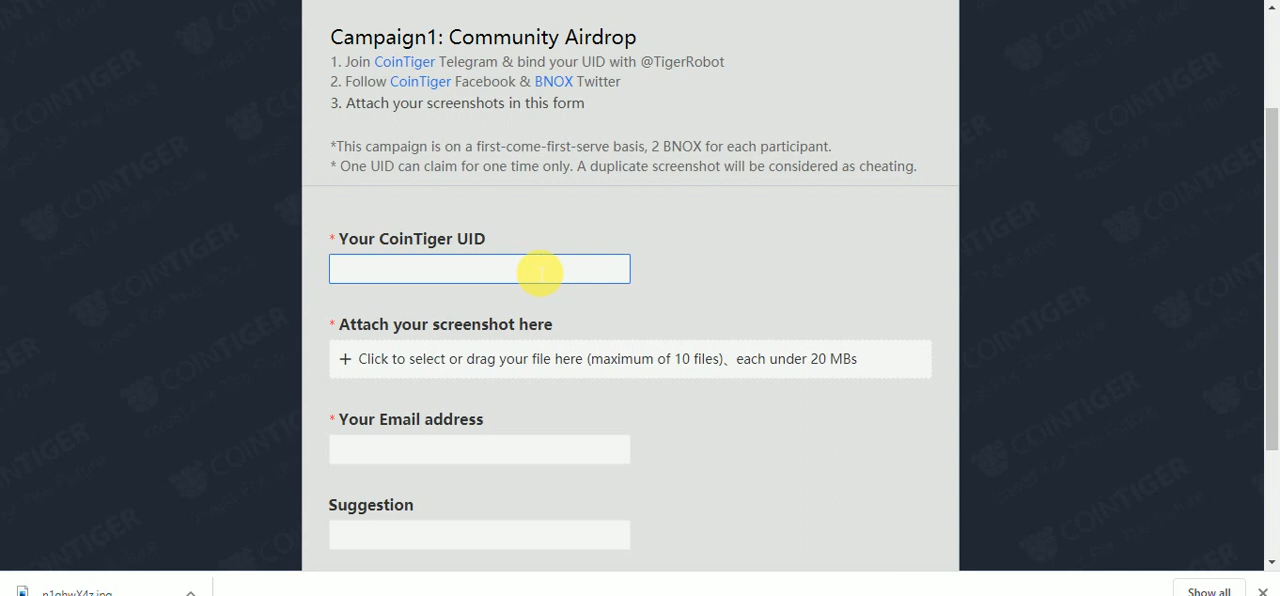 Campaign1: Community Airdrop
1. Join CoinTiger Telegram & bind your UID with @TigerRobot
2. Follow CoinTiger Facebook & BNOX Twitter
3. Attach your screenshots in this form
*This campaign is on a first-come-first-serve basis, 2 BNOX for each participant.
* One UID can claim for one time only. A duplicate screenshot will be considered as cheating.
* Your CoinTiger UID
* Attach your screenshot here
+ Click to select or drag your file here (maximum of 10 files)、each under 20 MBs
* Your Email address
Suggestion
Show all
COINTIGER
COINTIGER
COINTIGER
COINTIGER